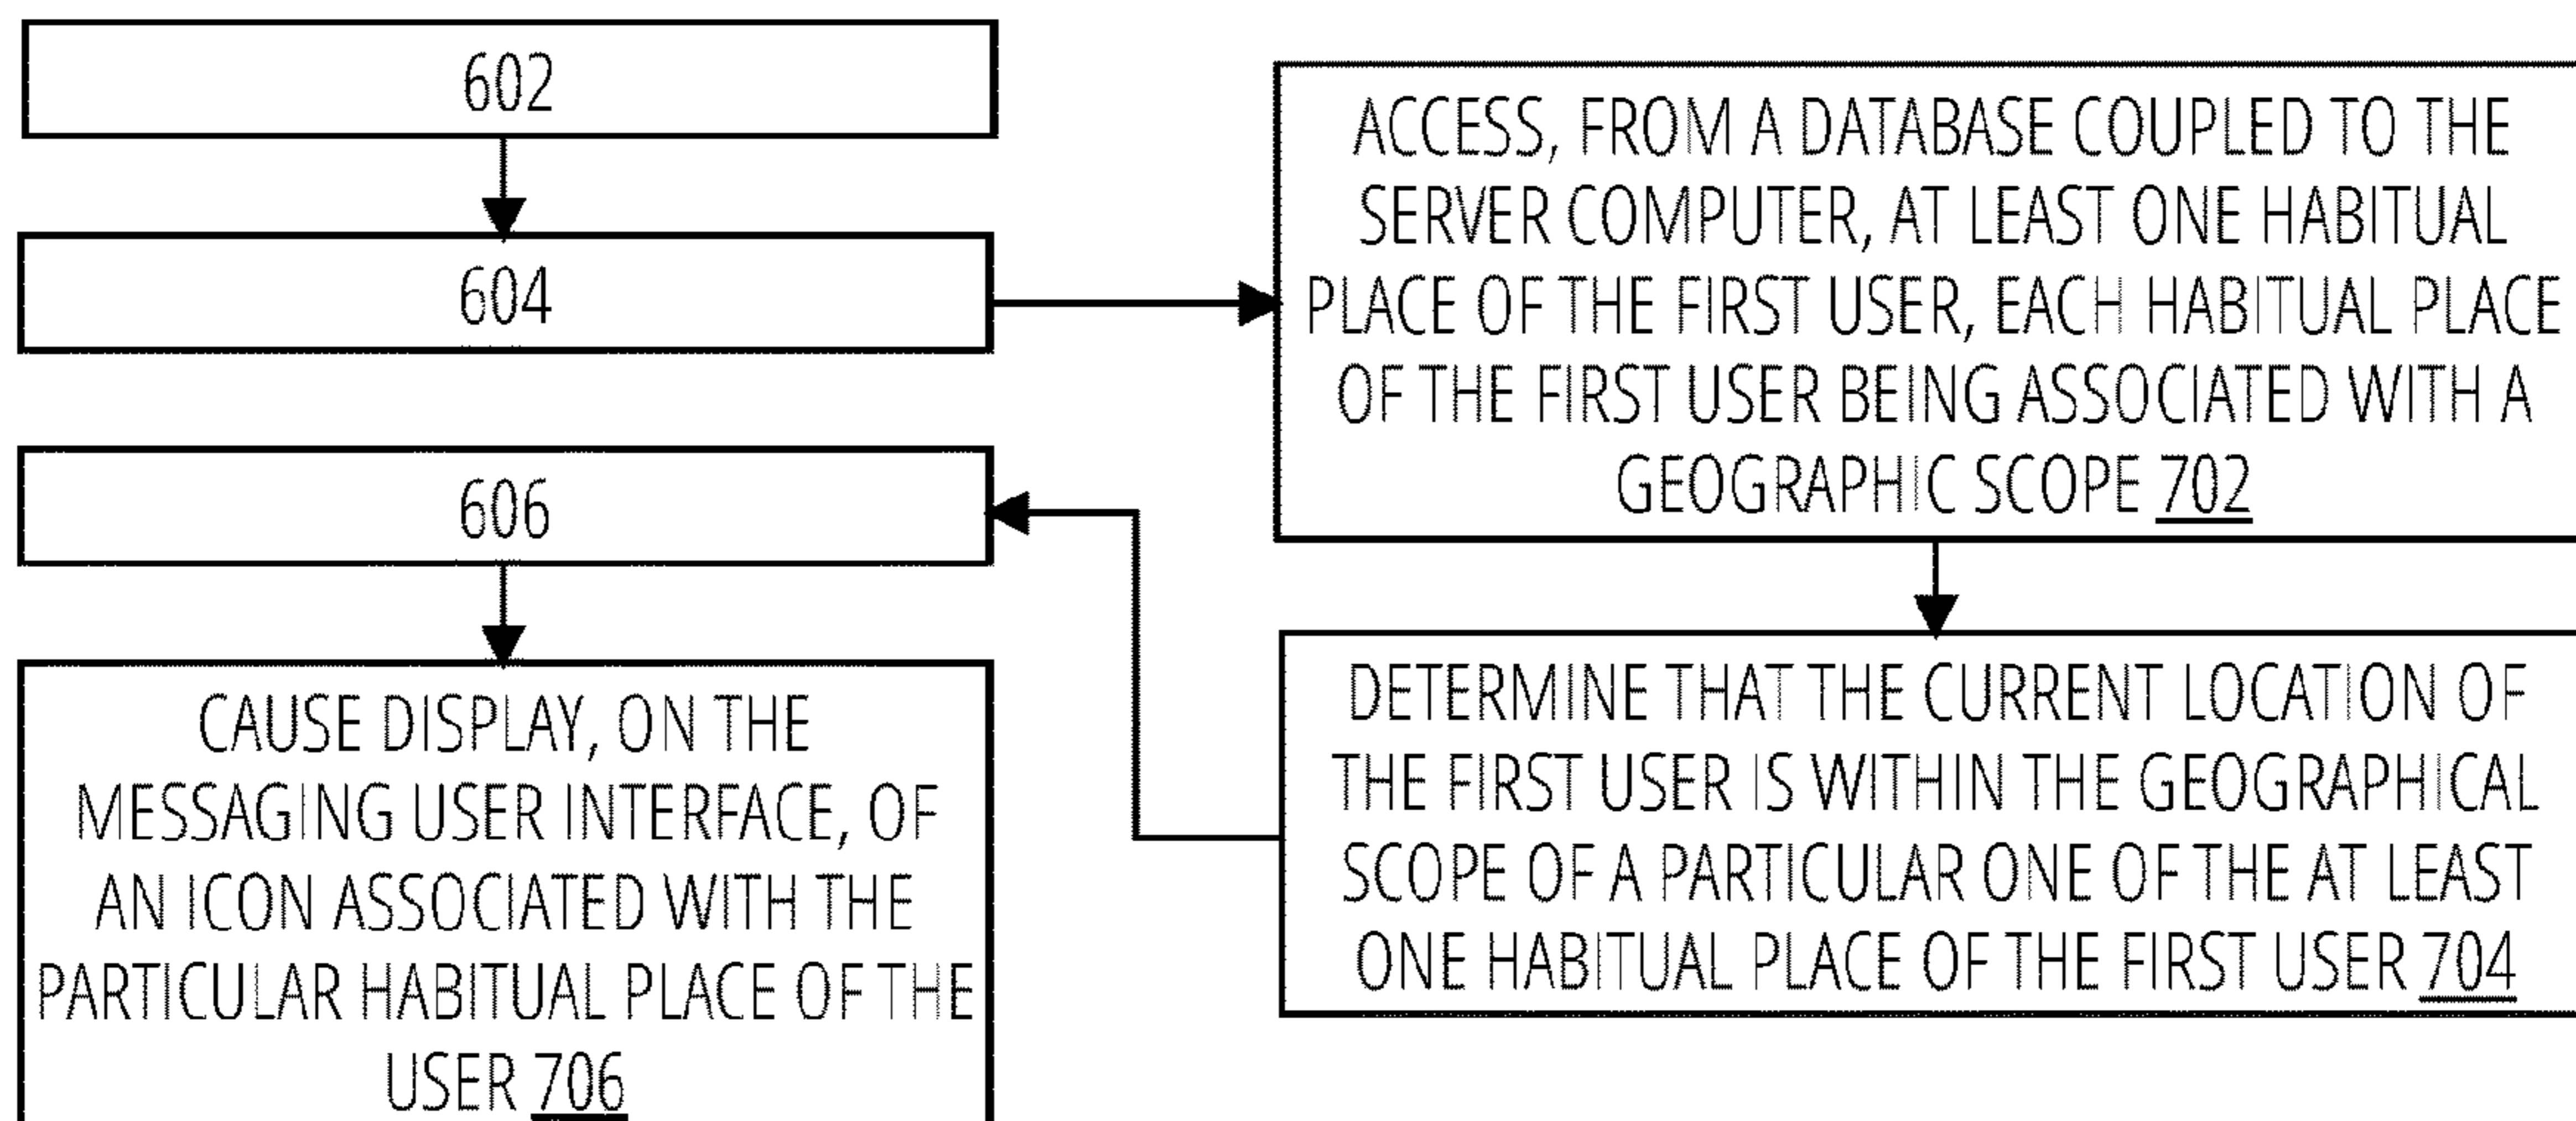 602
604
ACCESS, FROM A DATABASE COUPLED TO THE
SERVER COMPUTER, AT LEAST ONE HABITUAL
PLACE OF THE FIRST USER, EACH HABITUAL PLACE
OF THE FIRST USER BEING ASSOCIATED WITH A
GEOGRAPHIC SCOPE 702
DETERMINE THAT THE CURRENT LOCATION OF
THE FIRST USER IS WITHIN THE GEOGRAPHICAL
SCOPE OF A PARTICULAR ONE OF THE AT LEAST
ONE HABITUAL PLACE OF THE FIRST USER 704
606
CAUSE DISPLAY, ON THE
MESSAGING USER INTERFACE, OF
AN ICON ASSOCIATED WITH THE
PARTICULAR HABITUAL PLACE OF THE
USER 706